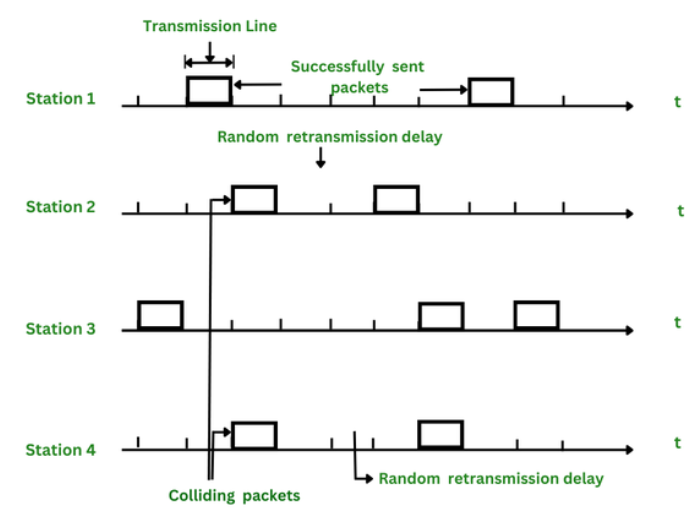 Transmission Line
Successfully sent
packets
Station 1
t
Random retransmission delay
Station 2
t
Station 3
t
Station 4
t
Random retransmission delay
Colliding packets